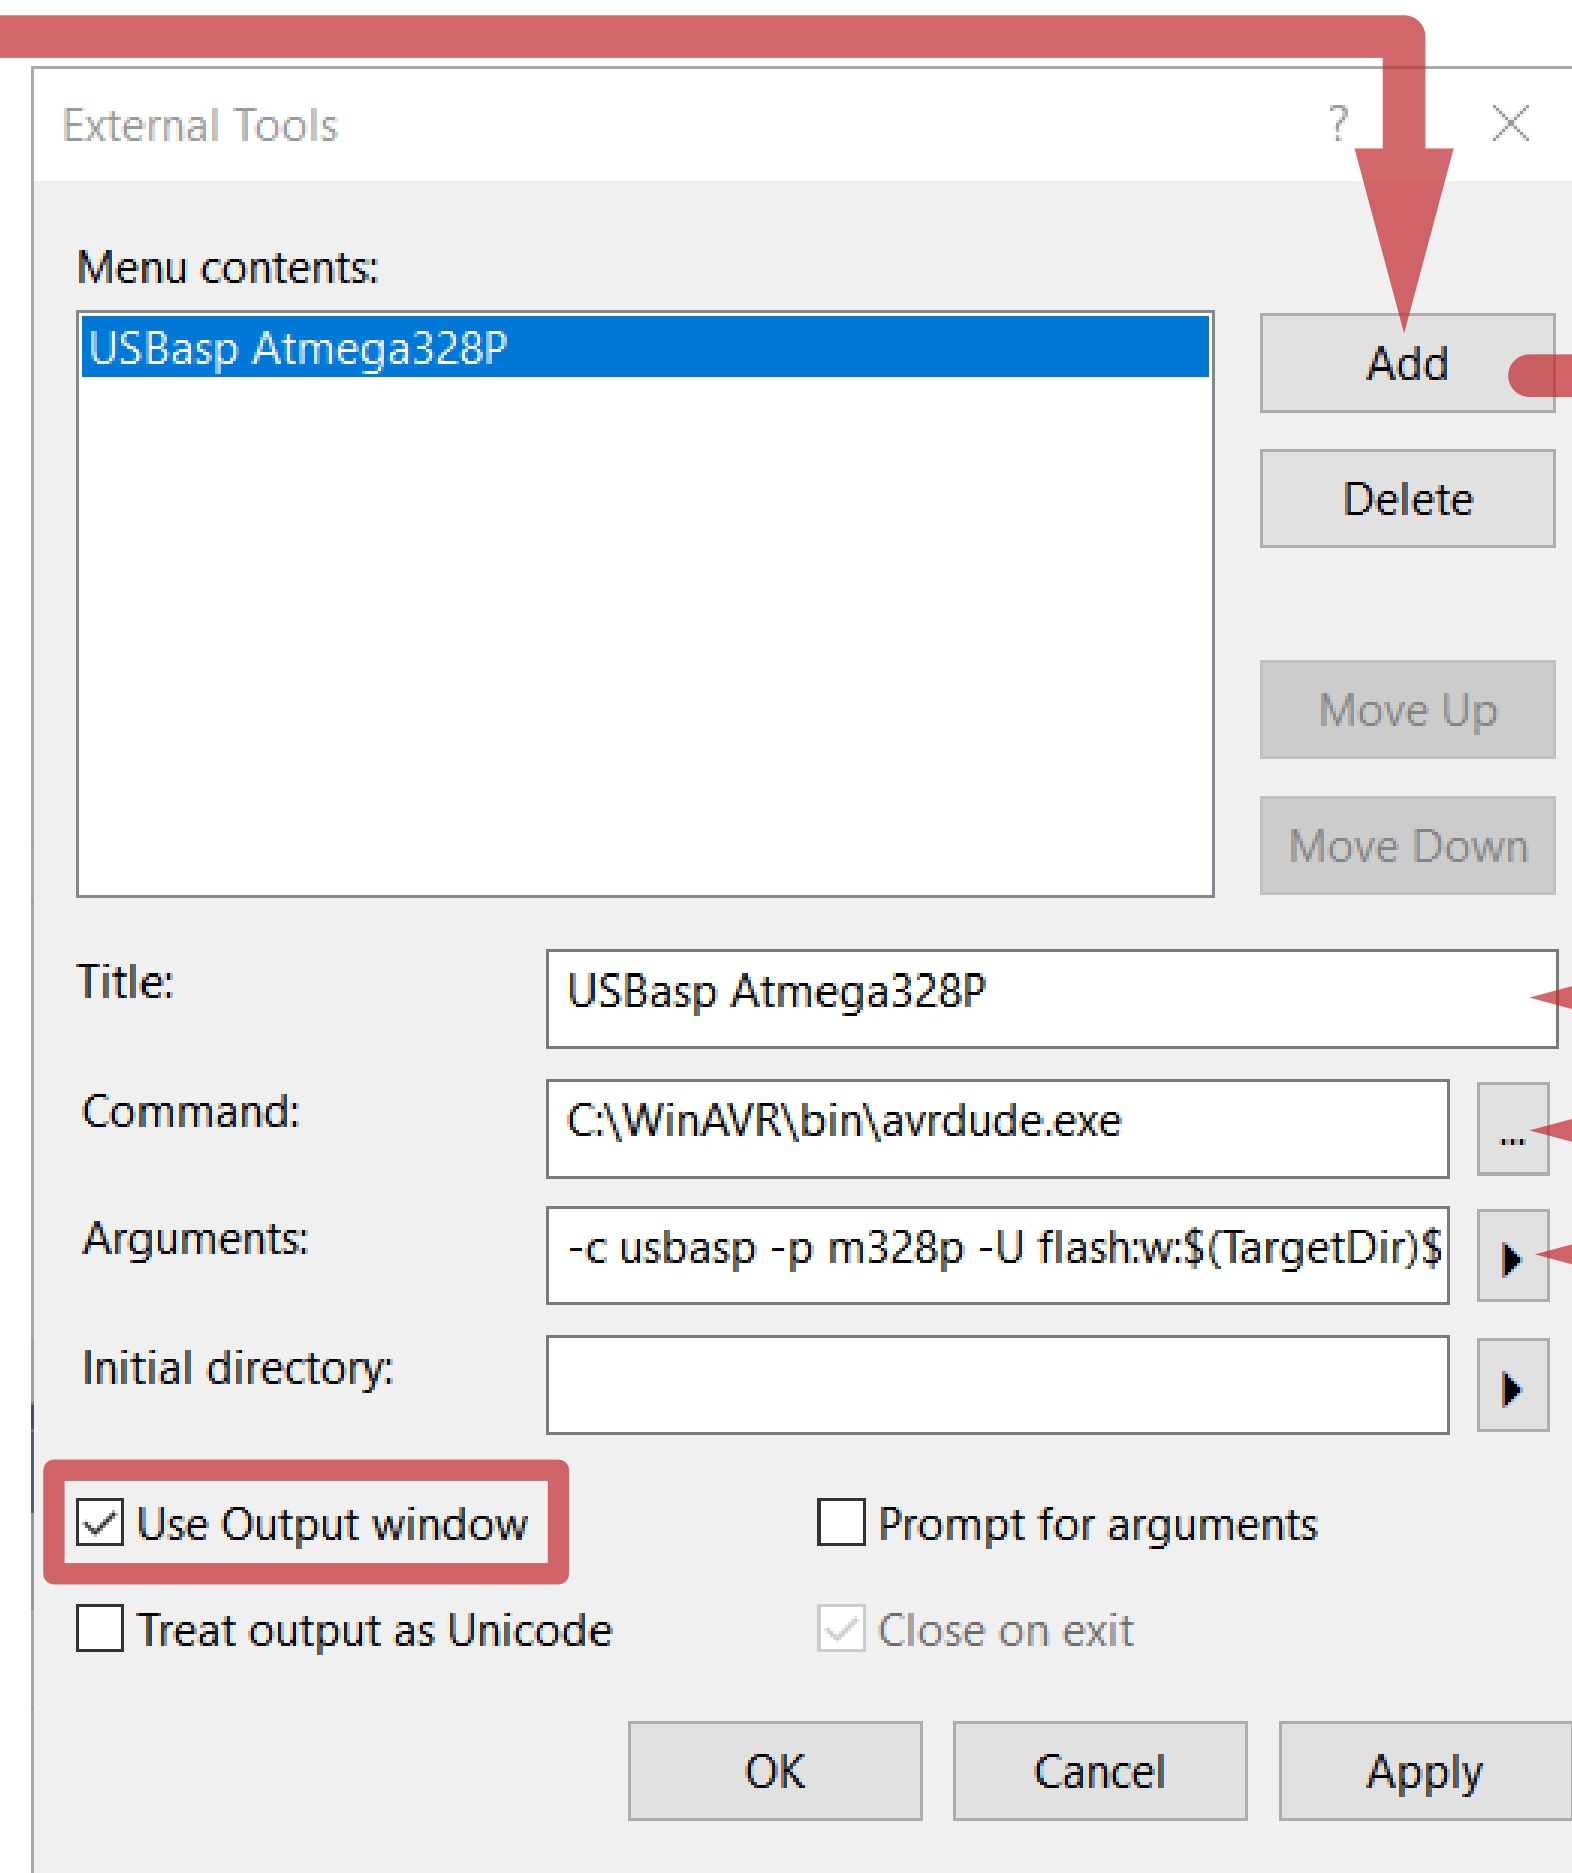 External Tools
?
Menu contents:
USBasp Atmega328P
Add
Delete
Move Up
Move Down
Title:
USBasp Atmega328P
Command:
C:\WinAVR\bin\avrdude.exe
...
Arguments:
-c usbasp -p m328p -U flash:w:$(TargetDir)$
Initial directory:
Use Output window
Prompt for arguments
Treat output as Unicode
Close on exit
OK
Cancel
Apply